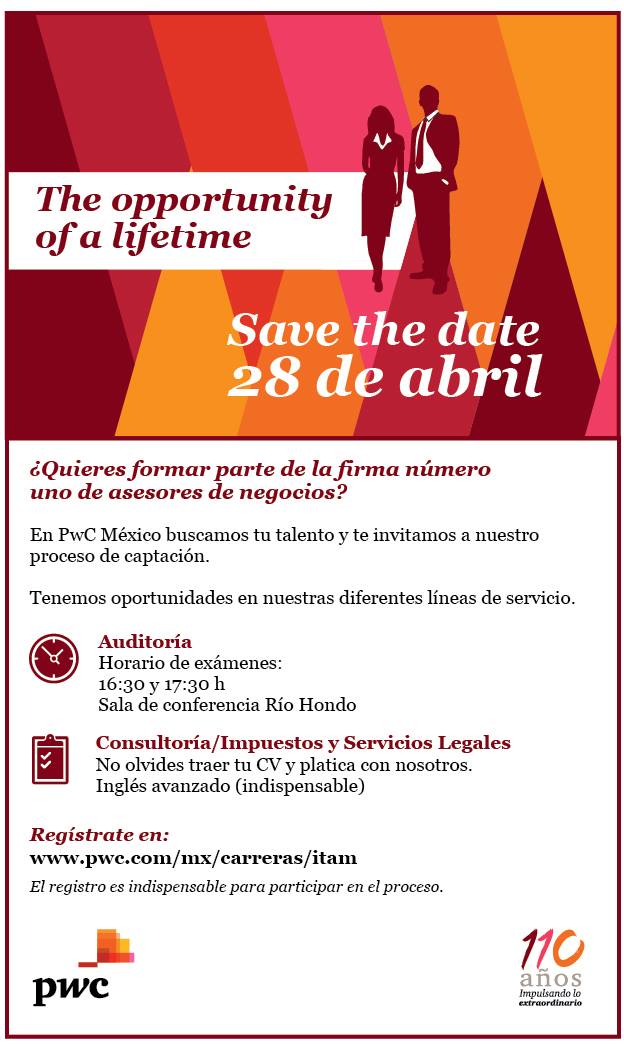 The opportunity
of a lifetime
Save the date
28 de abril
¿Quieres formar parte de la firma número
uno de asesores de negocios?
En PwC México buscamos tu talento y te invitamos a nuestro
proceso de captación.
Tenemos oportunidades en nuestras diferentes líneas de servicio.
Auditoría
Horario de exámenes:
16:30 y 17:30 h
Sala de conferencia Río Hondo
Consultoría/Impuestos y Servicios Legales
No olvides traer tu CV y platica con nosotros.
Inglés avanzado (indispensable)
Regístrate en:
www.pwc.com/mx/carreras/itam
El registro es indispensable para participar en el proceso.
pwc
110
años
Impulsando lo
extraordinario